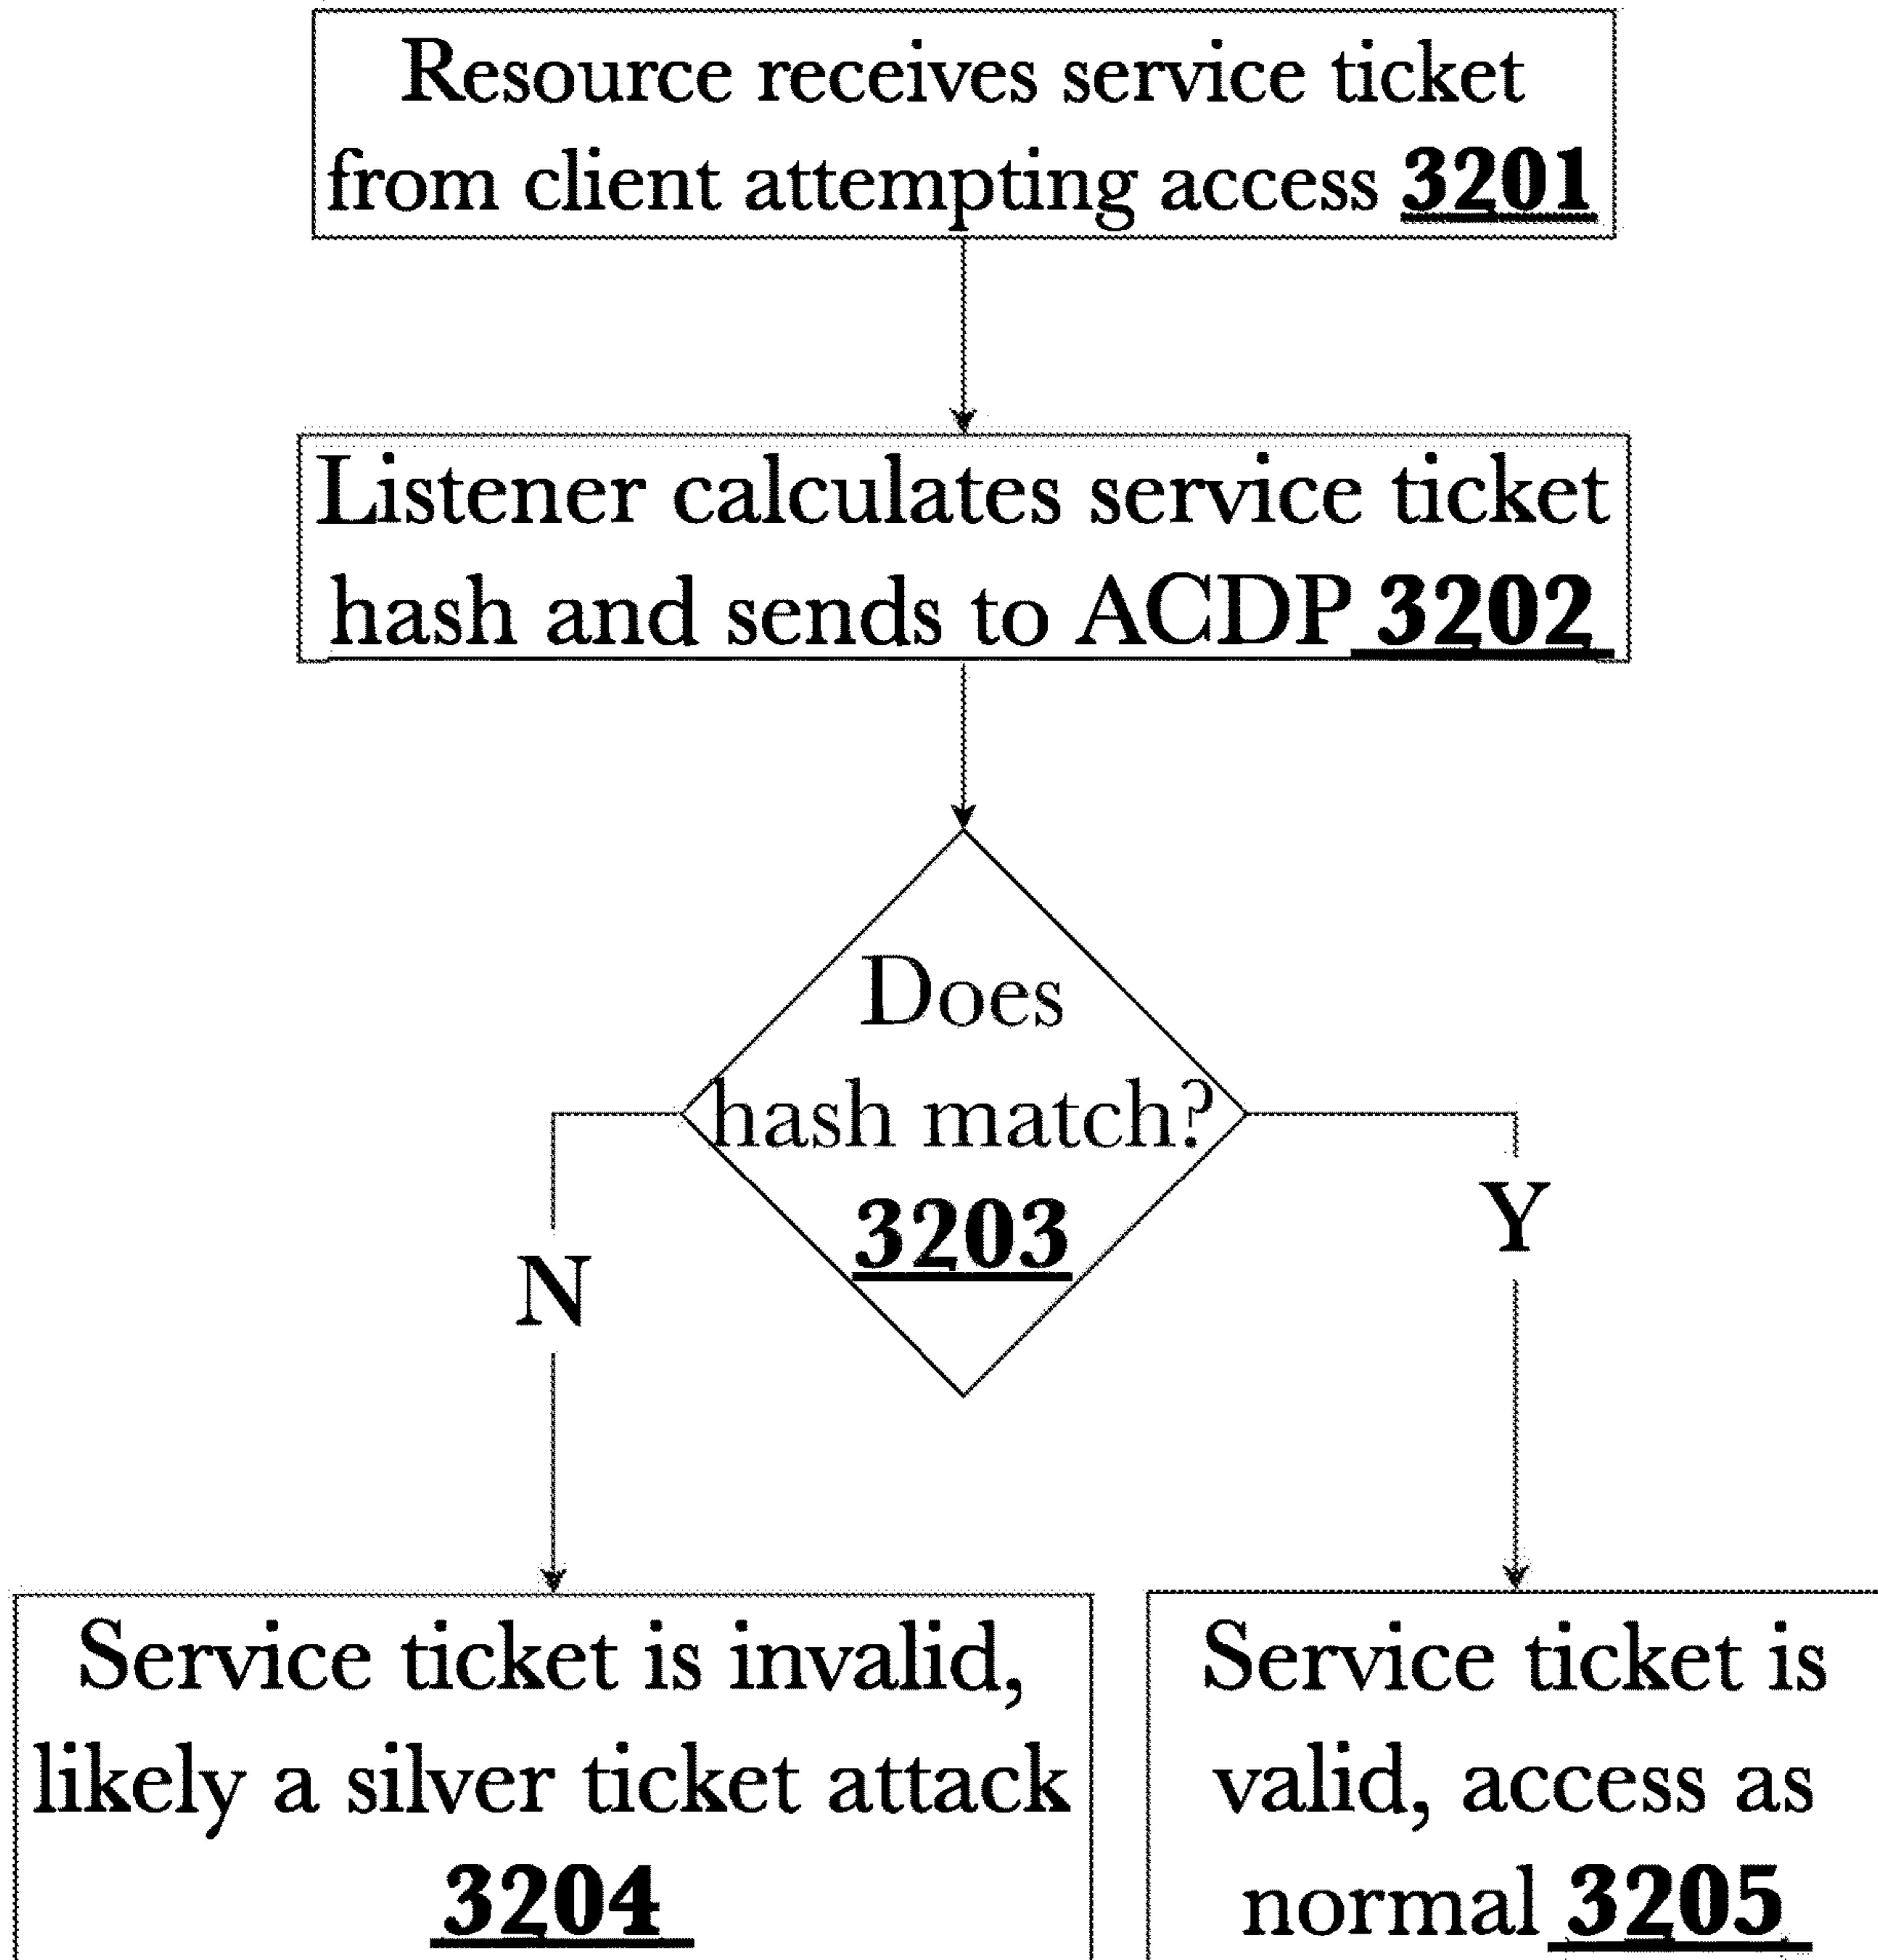 Resource receives service ticket
from client attempting access 3201
Listener calculates service ticket
hash and sends to ACDP 3202
Does
hash match?
3203
N
Y
Service ticket is invalid,
likely a silver ticket attack
3204
Service ticket is
valid, access as
normal 3205